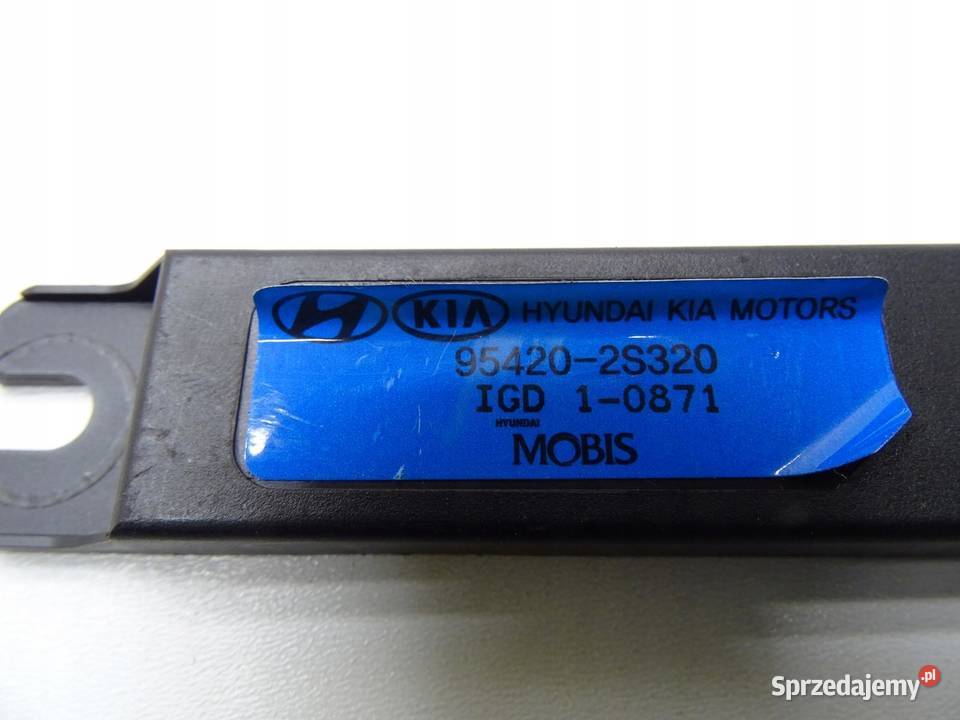 KIA HYUNDAI KIA MOTORS
95420-2S320
IGD 1-0871
HYUNDAI
MOBIS
Sprzedajemy.pl